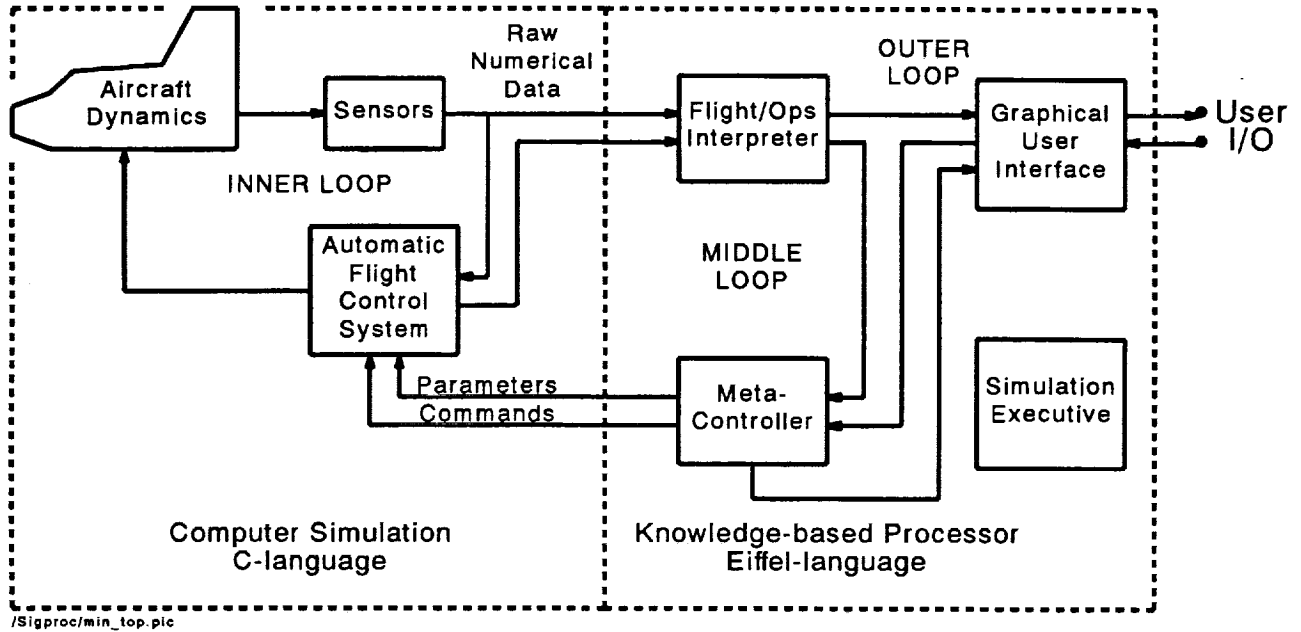 Aircraft
Dynamics
Sensors
Raw
Numerical
Data
Flight/Ops
Interpreter
OUTER
LOOP
Graphical
User
Interface
User
I/O
INNER LOOP
Automatic
Flight
Control
System
MIDDLE
LOOP
Parameters
Commands
Meta-
Controller
Simulation
Executive
Computer Simulation
C-language
Knowledge-based Processor
Eiffel-language
/Sigproc/min_top.pic